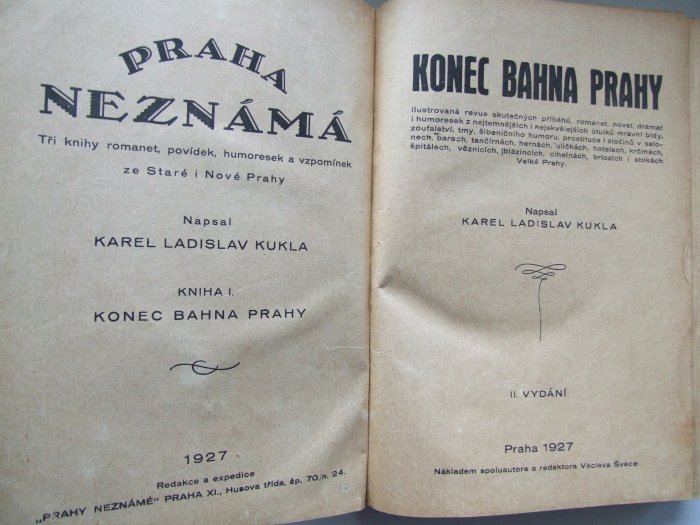 PRAHA
NEZNÁMÁ
Tři knihy romanet, povídek, humoresek a vzpomínek
ze Staré i Nové Prahy
Napsal
KAREL LADISLAV KUKLA
KNIHA I.
KONEC BAHNA PRAHY
1927
Redakce a expedice
„PRAHY NEZNÁMÉ“ PRAHA XI., Husova třída, čp. 70/n. 24.
KONEC BAHNA PRAHY
ilustrovaná revue skutečných příběhů, romanet, novel, dramat
i humoresek z nejtemnějších i nejskvělejších útulků mravní bídy,
zoufalství, tmy, šibeničního humoru, prostituce i zločinů v salo-
nech, barech, tančírnách, hernách, uličkách, hotelech, krčmách,
špitálech, věznicích, blázincích, cihelnách, brlozích i stokách
Velké Prahy.
Napsal
KAREL LADISLAV KUKLA
II. VYDÁNÍ
Praha 1927
Nákladem spoluautora a redaktora Václava Švece